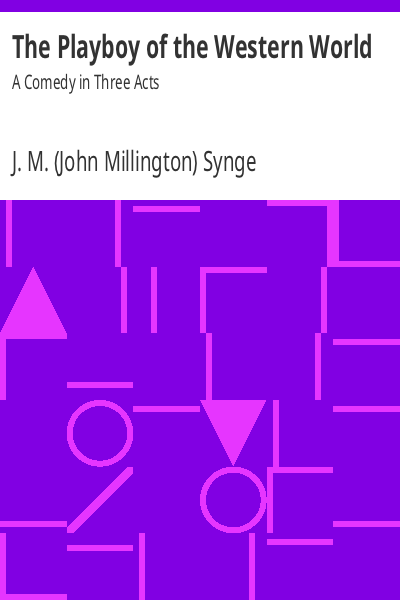 The Playboy of the Western World
A Comedy in Three Acts
J. M. (John Millington) Synge